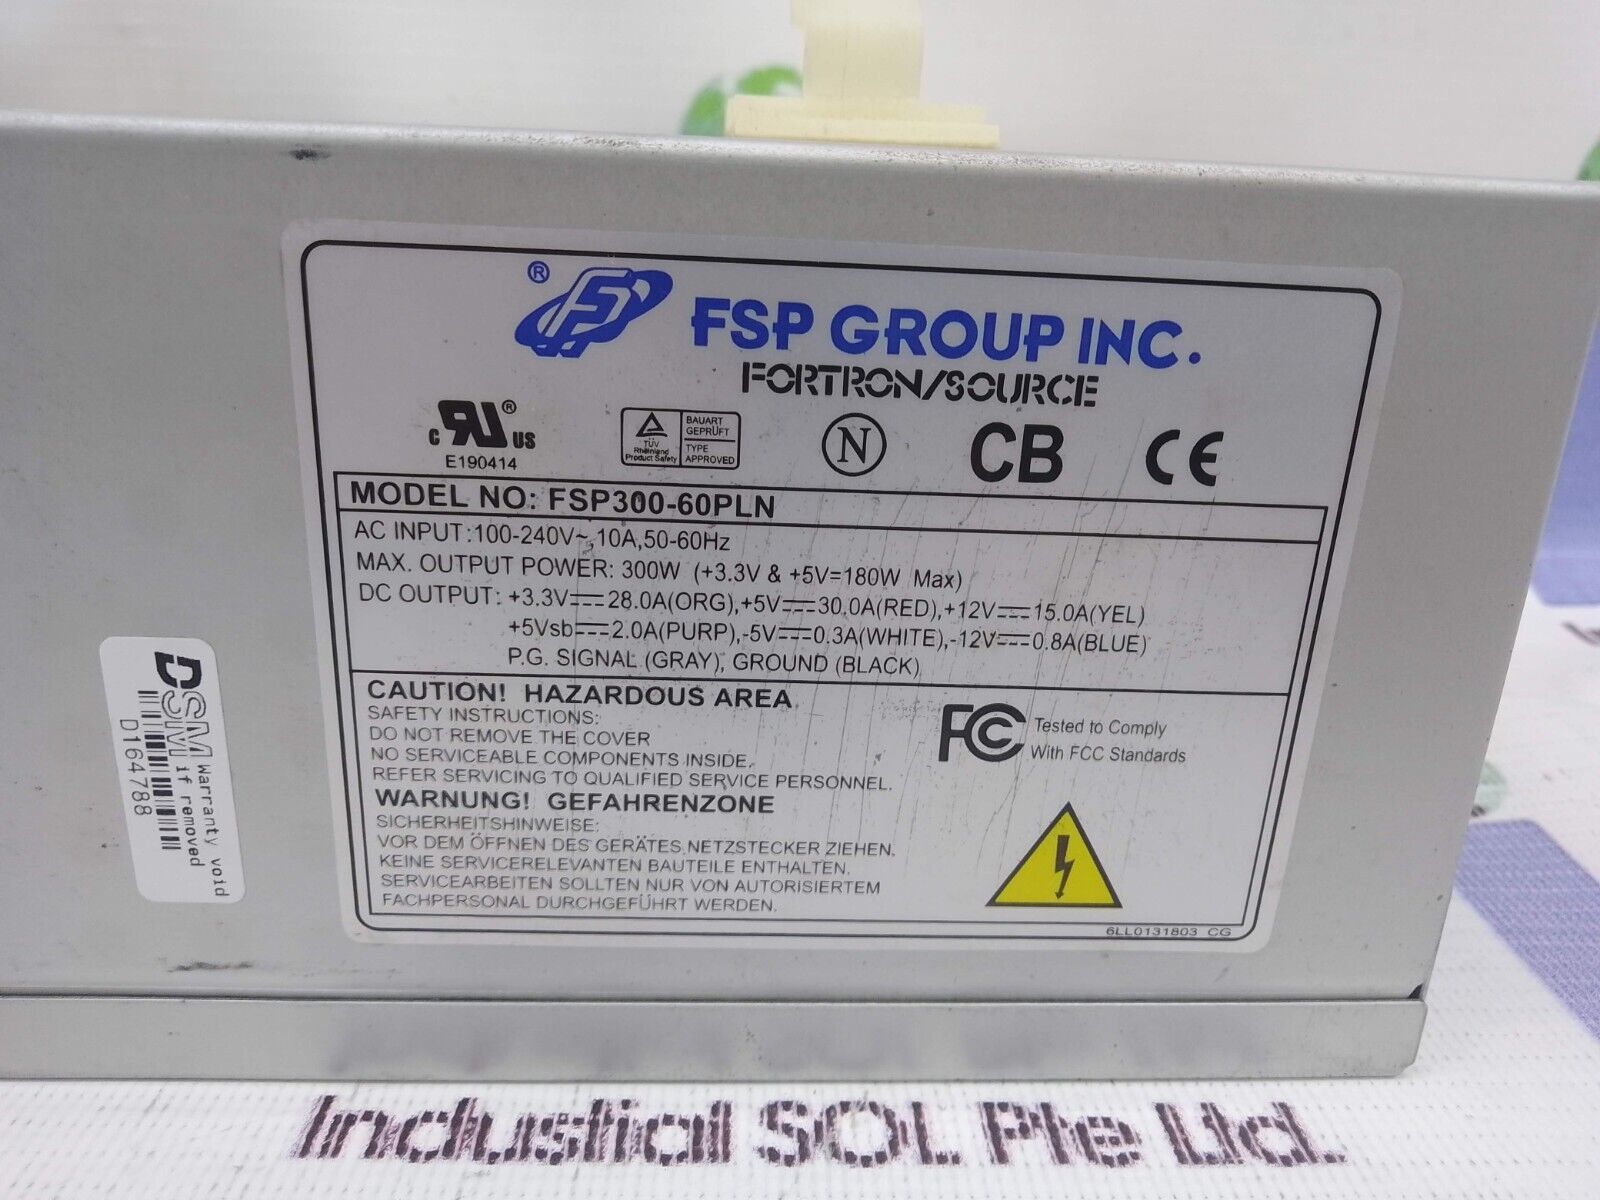 ® FSP GROUP INC.
FORTRON/SOURCE
c RU ® US
E190414
TÜV
Rheinland
Product Safety
BAUART
GEPRÜFT
TYPE
APPROVED
N
CB
CE
MODEL NO: FSP300-60PLN
AC INPUT:100-240V~,10A,50-60Hz
MAX. OUTPUT POWER: 300W (+3.3V & +5V=180W Max)
DC OUTPUT: +3.3V⎓28.0A(ORG),+5V⎓30.0A(RED),+12V⎓15.0A(YEL)
+5Vsb⎓2.0A(PURP),-5V⎓0.3A(WHITE),-12V⎓0.8A(BLUE)
P.G. SIGNAL (GRAY), GROUND (BLACK)
CAUTION! HAZARDOUS AREA
SAFETY INSTRUCTIONS:
DO NOT REMOVE THE COVER
NO SERVICEABLE COMPONENTS INSIDE,
REFER SERVICING TO QUALIFIED SERVICE PERSONNEL.
FCC Tested to Comply
With FCC Standards
WARNUNG! GEFAHRENZONE
SICHERHEITSHINWEISE:
VOR DEM ÖFFNEN DES GERÄTES,NETZSTECKER ZIEHEN.
KEINE SERVICERELEVANTEN BAUTEILE ENTHALTEN.
SERVICEARBEITEN SOLLTEN NUR VON AUTORISIERTEM
FACHPERSONAL DURCHGEFÜHRT WERDEN.
6LL0131803 CG
DSM Warranty void
if removed
D164788
Industial SOL Pte Ltd.